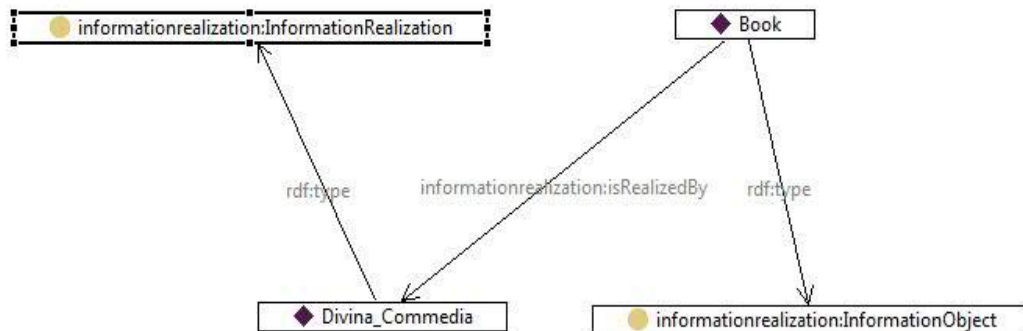 informationrealization:InformationRealization
Book
rdf:type
informationrealization:isRealizedBy
rdf:type
Divina_Commedia
informationrealization:InformationObject